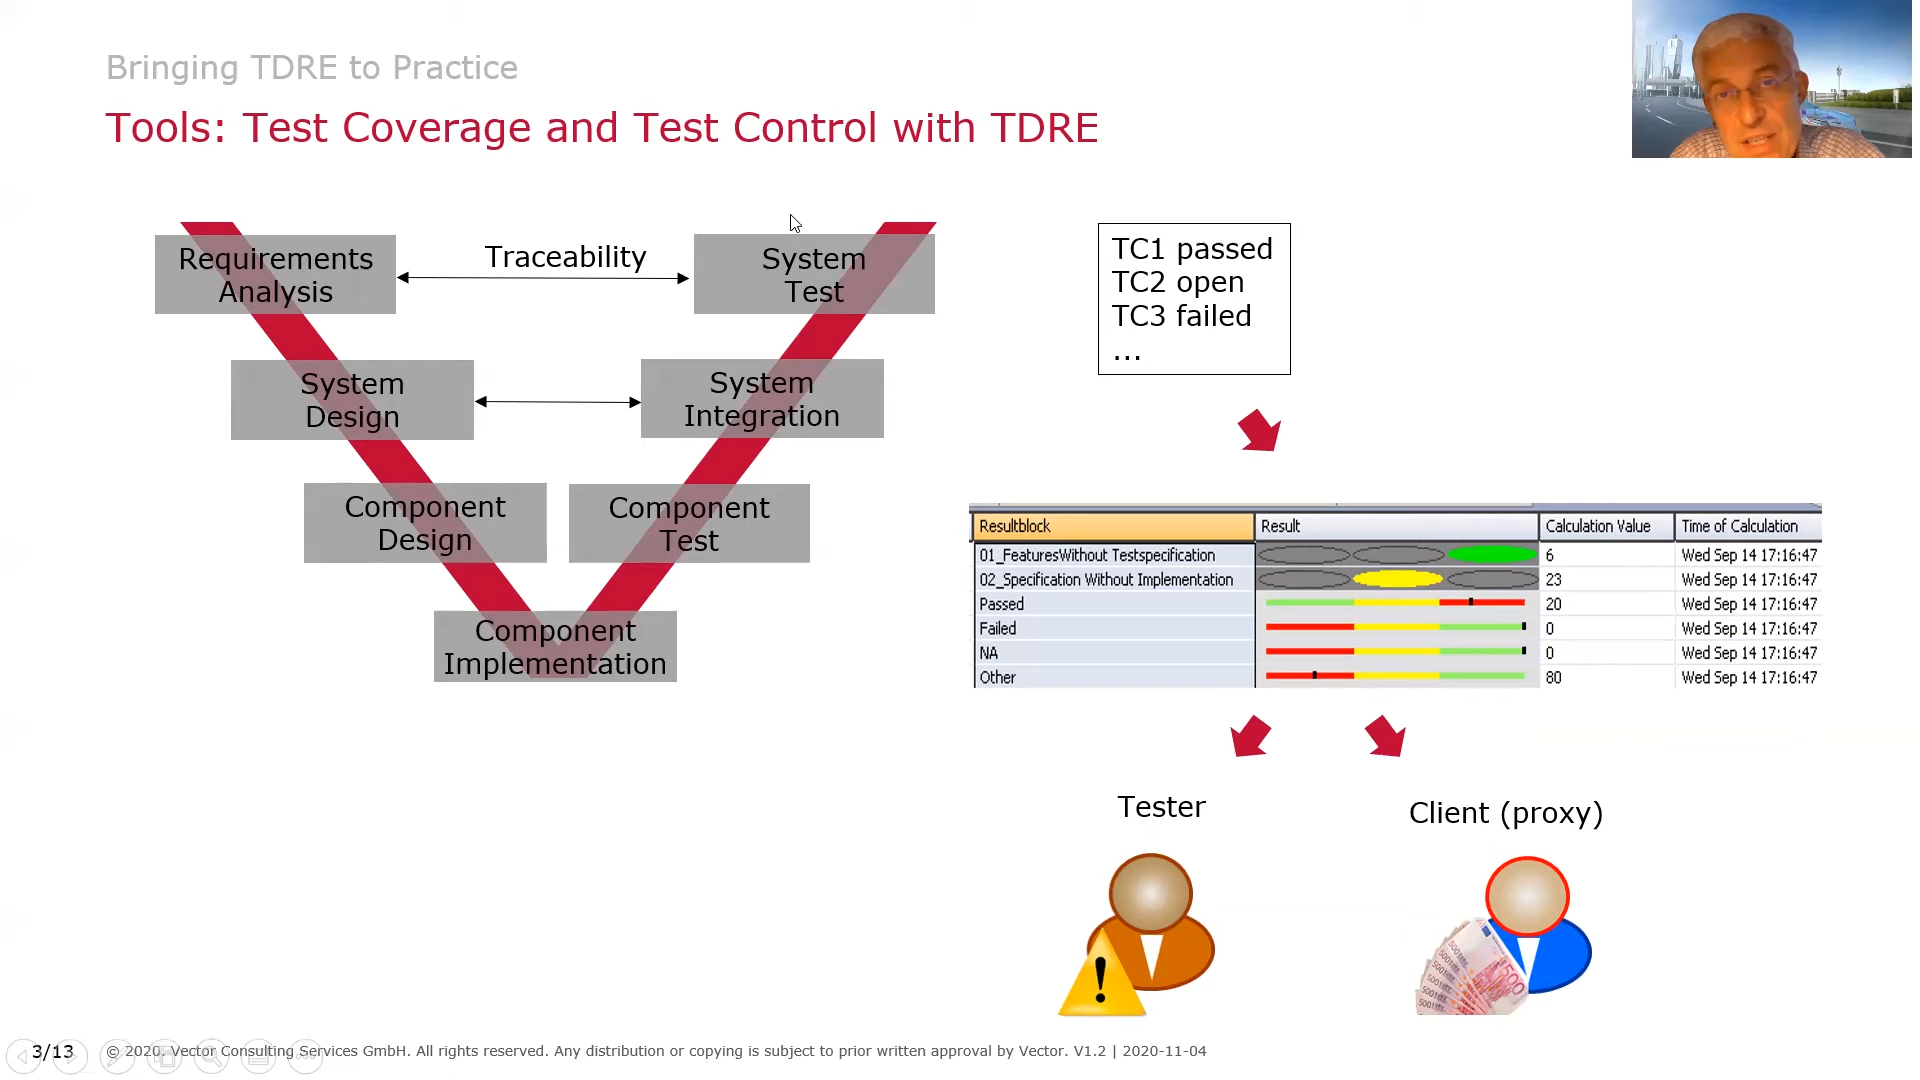 Bringing TDRE to Practice
Tools: Test Coverage and Test Control with TDRE
Requirements
Analysis
Traceability
System
Test
System
Design
System
Integration
Component
Design
Component
Test
Component
Implementation
TC1 passed
TC2 open
TC3 failed
...
Resultblock Result Calculation Value Time of Calculation
01_FeaturesWithout Testspecification 6 Wed Sep 14 17:16:47
02_Specification Without Implementation 23 Wed Sep 14 17:16:47
Passed 20 Wed Sep 14 17:16:47
Failed 0 Wed Sep 14 17:16:47
NA 0 Wed Sep 14 17:16:47
Other 80 Wed Sep 14 17:16:47
Tester
Client (proxy)
3/13
© 2020. Vector Consulting Services GmbH. All rights reserved. Any distribution or copying is subject to prior written approval by Vector. V1.2 | 2020-11-04